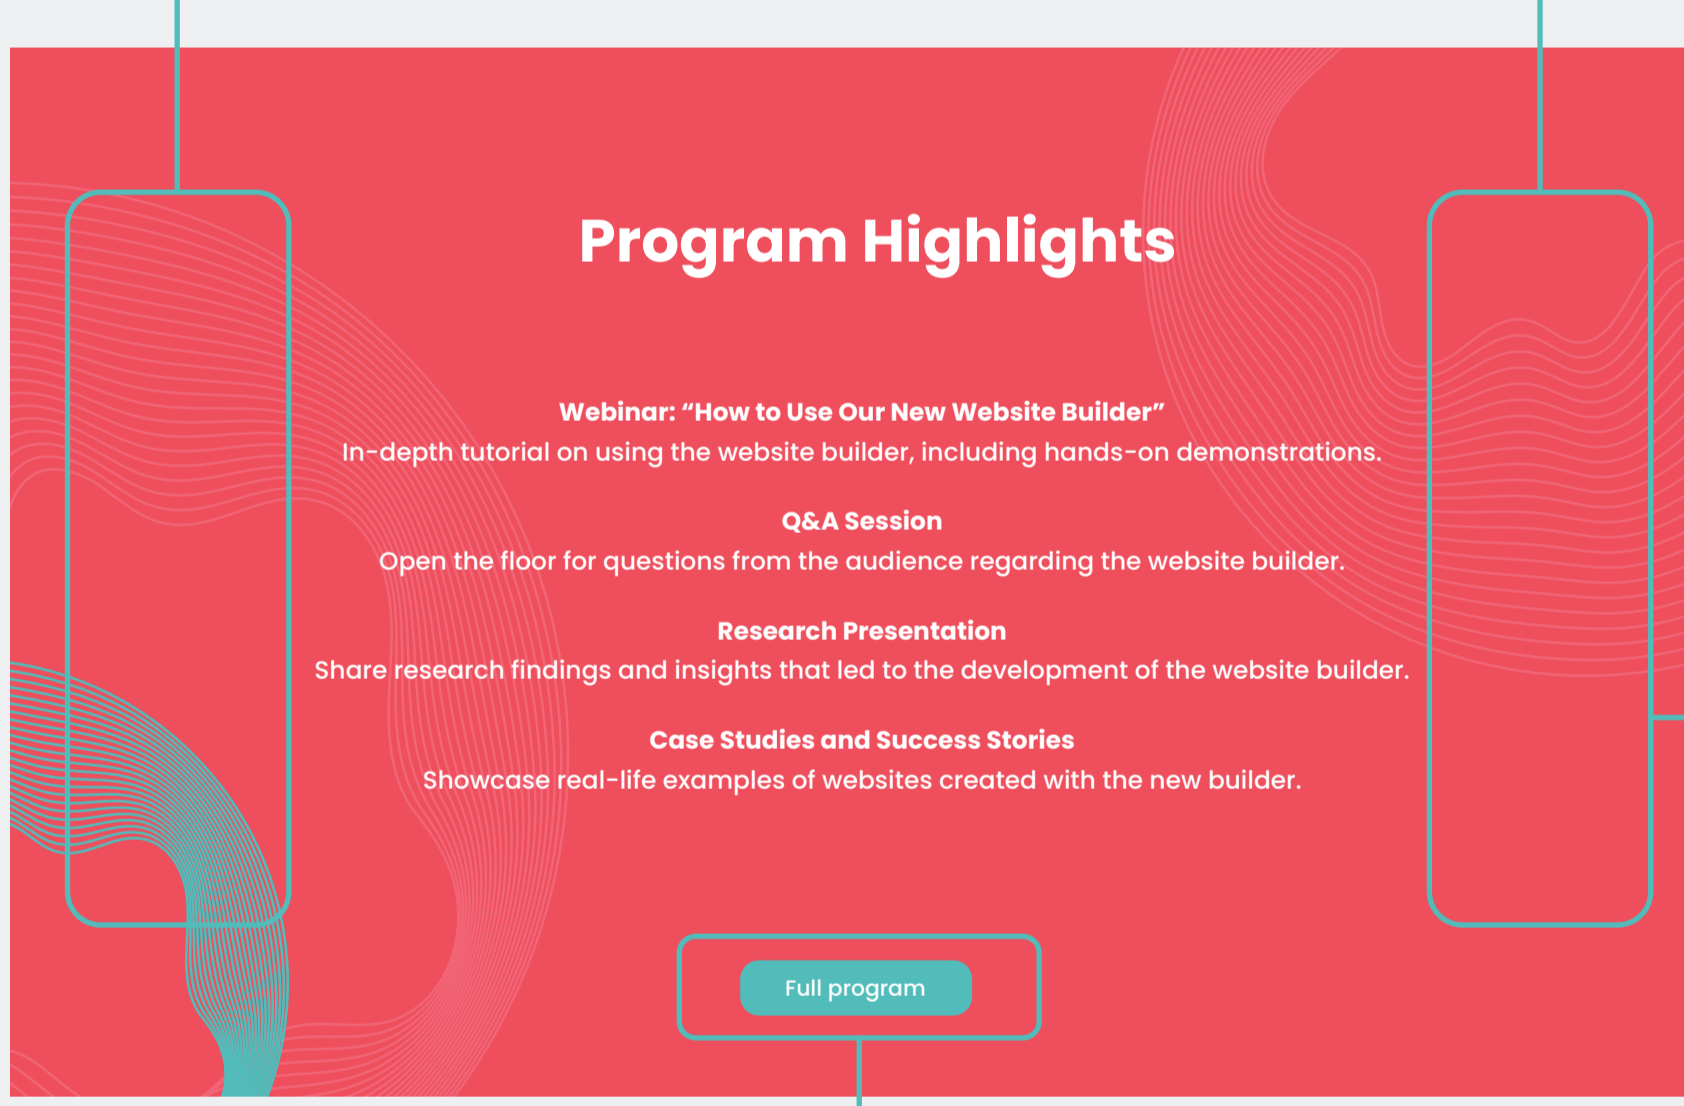 Program Highlights
Webinar: “How to Use Our New Website Builder”
In-depth tutorial on using the website builder, including hands-on demonstrations.
Q&A Session
Open the floor for questions from the audience regarding the website builder.
Research Presentation
Share research findings and insights that led to the development of the website builder.
Case Studies and Success Stories
Showcase real-life examples of websites created with the new builder.
Full program